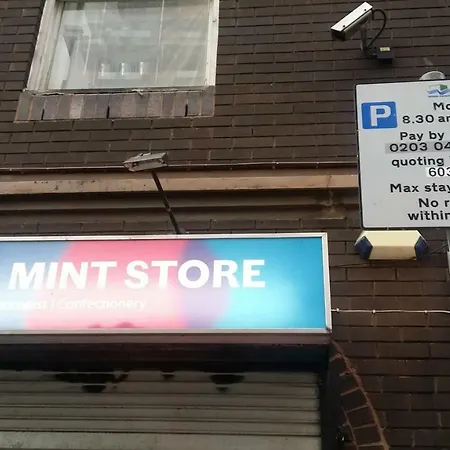 MINT STORE
Confectionery
P
Mo
8.30 am
Pay by
0203 04
quoting
603
Max stay
No r
within